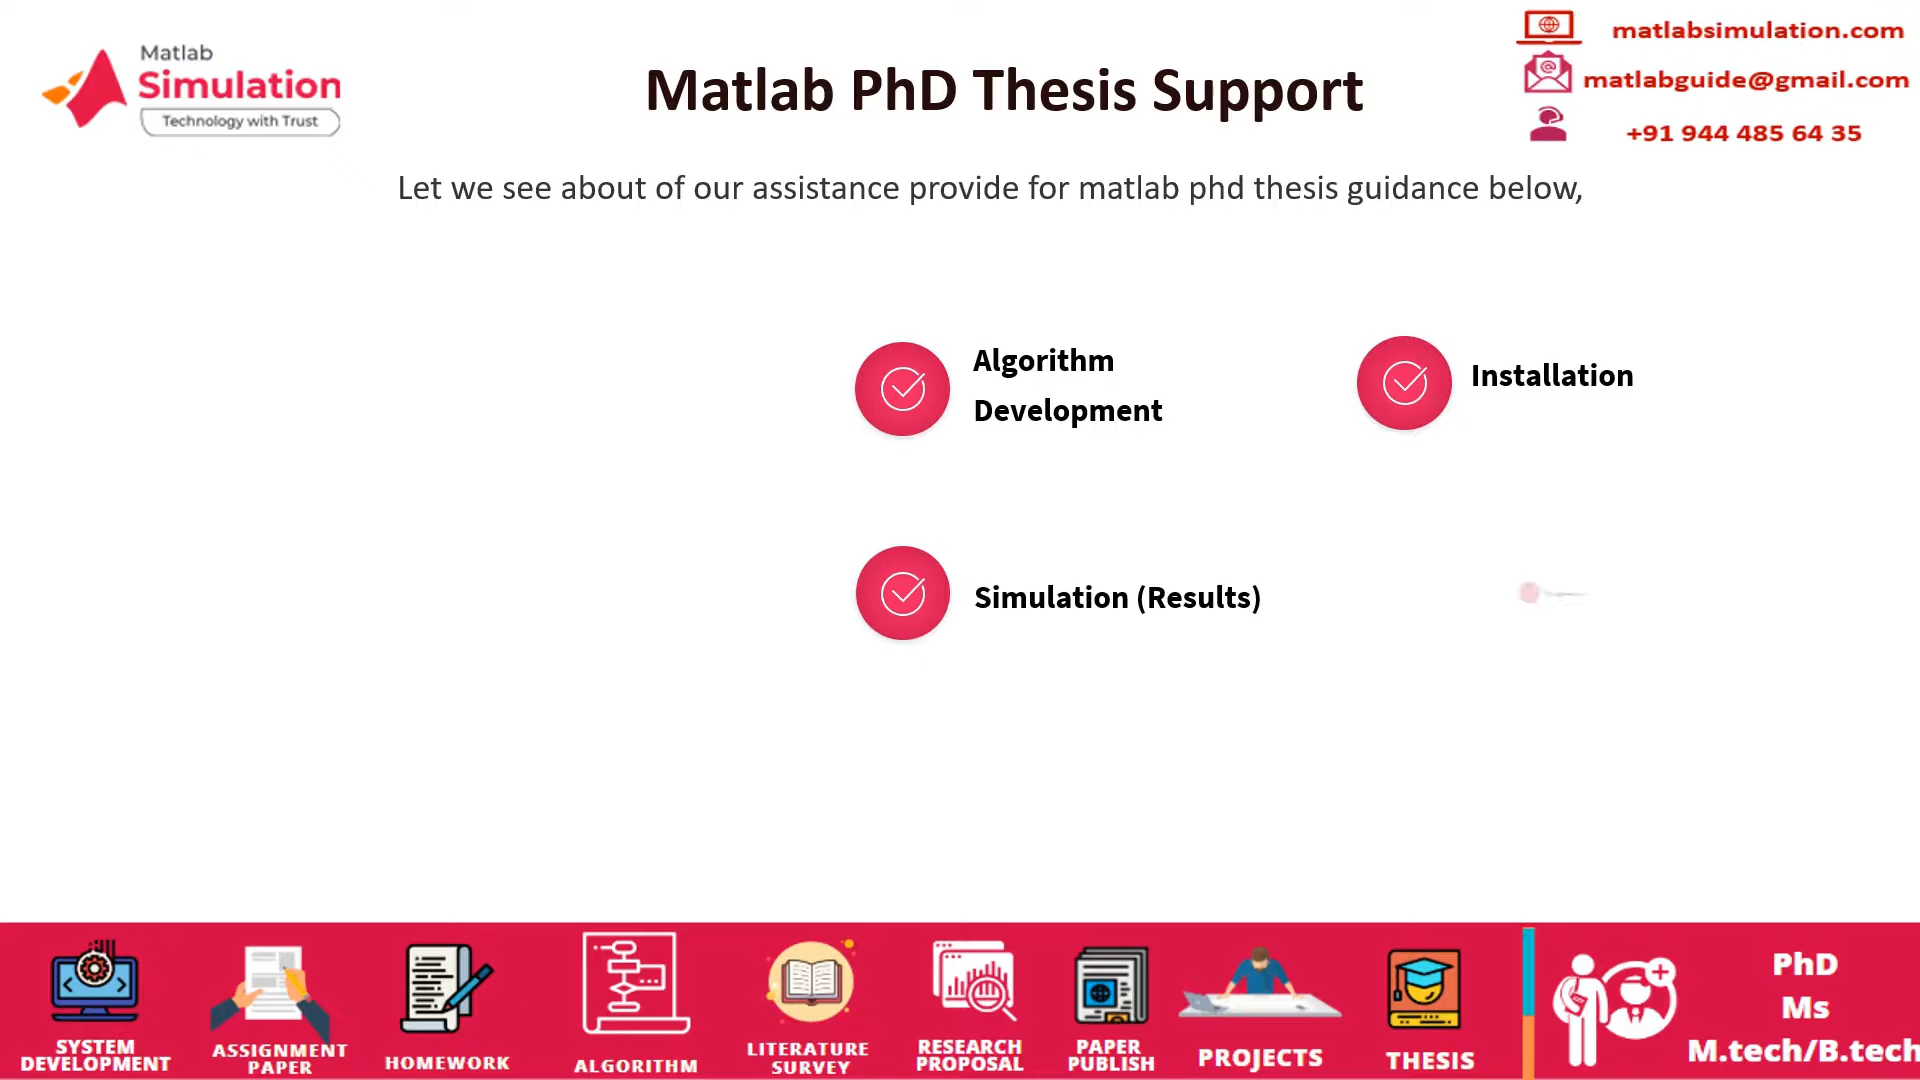 Matlab
Simulation
Technology with Trust
Matlab PhD Thesis Support
matlabsimulation.com
matlabguide@gmail.com
+91 944 485 64 35
Let we see about of our assistance provide for matlab phd thesis guidance below,
Algorithm
Development
Installation
Simulation (Results)
SYSTEM
DEVELOPMENT
ASSIGNMENT
PAPER
HOMEWORK
ALGORITHM
LITERATURE
SURVEY
RESEARCH
PROPOSAL
PAPER
PUBLISH
PROJECTS
THESIS
PhD
Ms
M.tech/B.tech